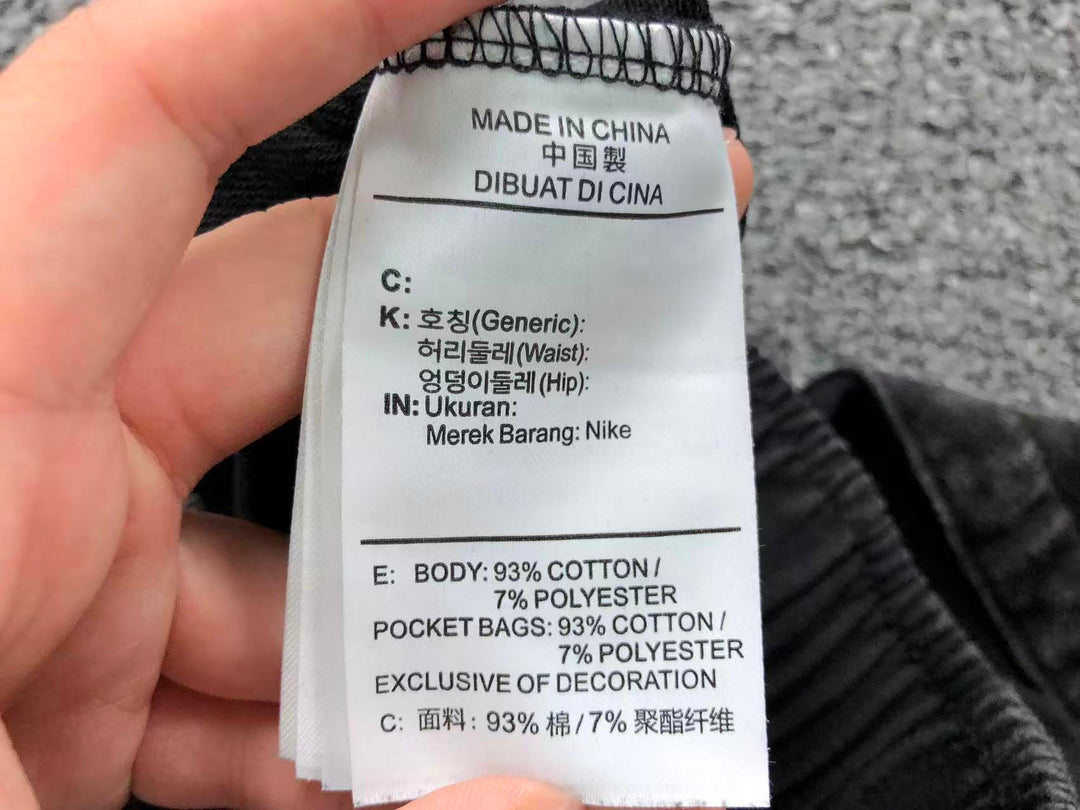 MADE IN CHINA
中国製
DIBUAT DI CINA
C:
K: 호칭(Generic):
허리둘레(Waist):
엉덩이둘레(Hip):
IN: Ukuran:
Merek Barang: Nike
E: BODY: 93% COTTON /
7% POLYESTER
POCKET BAGS: 93% COTTON /
7% POLYESTER
EXCLUSIVE OF DECORATION
C: 面料: 93% 棉 / 7% 聚酯纤维